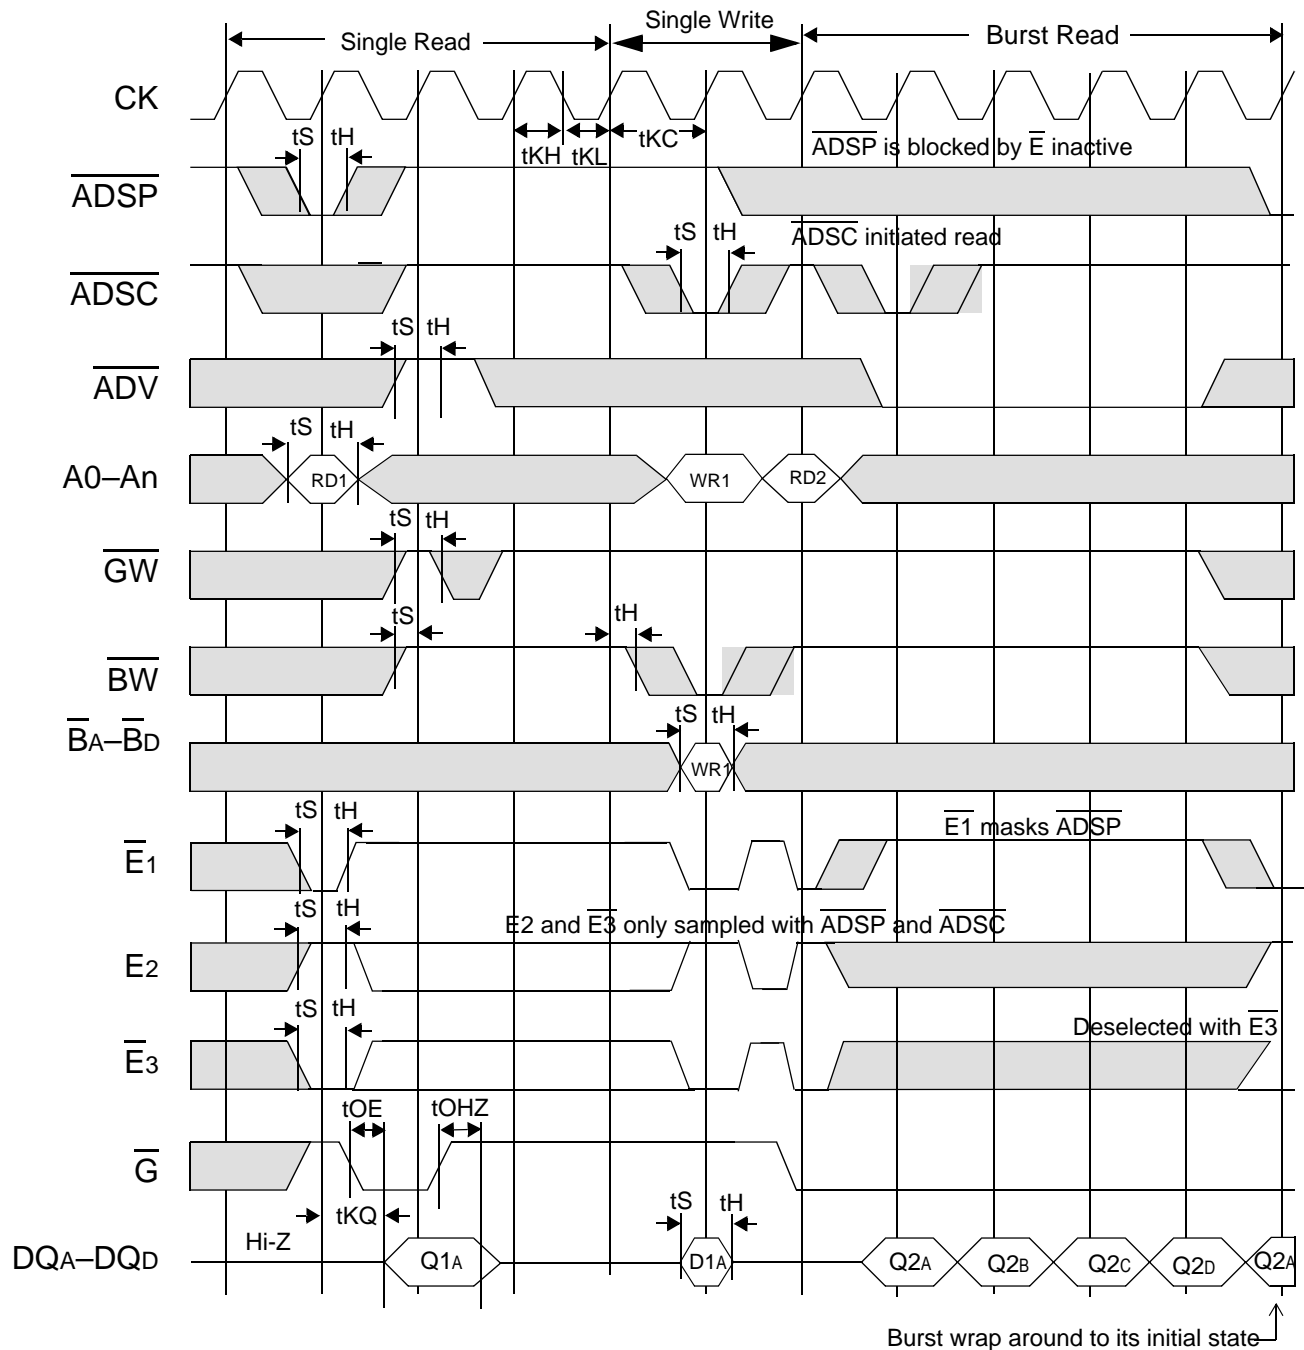 Single Read
Single Write
Burst Read
CK
tKH
tKL
tKC
ADSP is blocked by E inactive
tS
tH
ADSP
tS
tH
ADSC initiated read
ADSC
tS
tH
ADV
tS
tH
A0–An
RD1
WR1
RD2
tS
tH
GW
tS
tH
BW
tS
tH
BA–BD
WR1
tS
tH
E1 masks ADSP
E1
tS
tH
E2 and E3 only sampled with ADSP and ADSC
E2
tS
tH
Deselected with E3
E3
tOE
tOHZ
G
tKQ
tS
tH
Hi-Z
DQA–DQD
Q1A
D1A
Q2A
Q2B
Q2C
Q2D
Q2A
Burst wrap around to its initial state